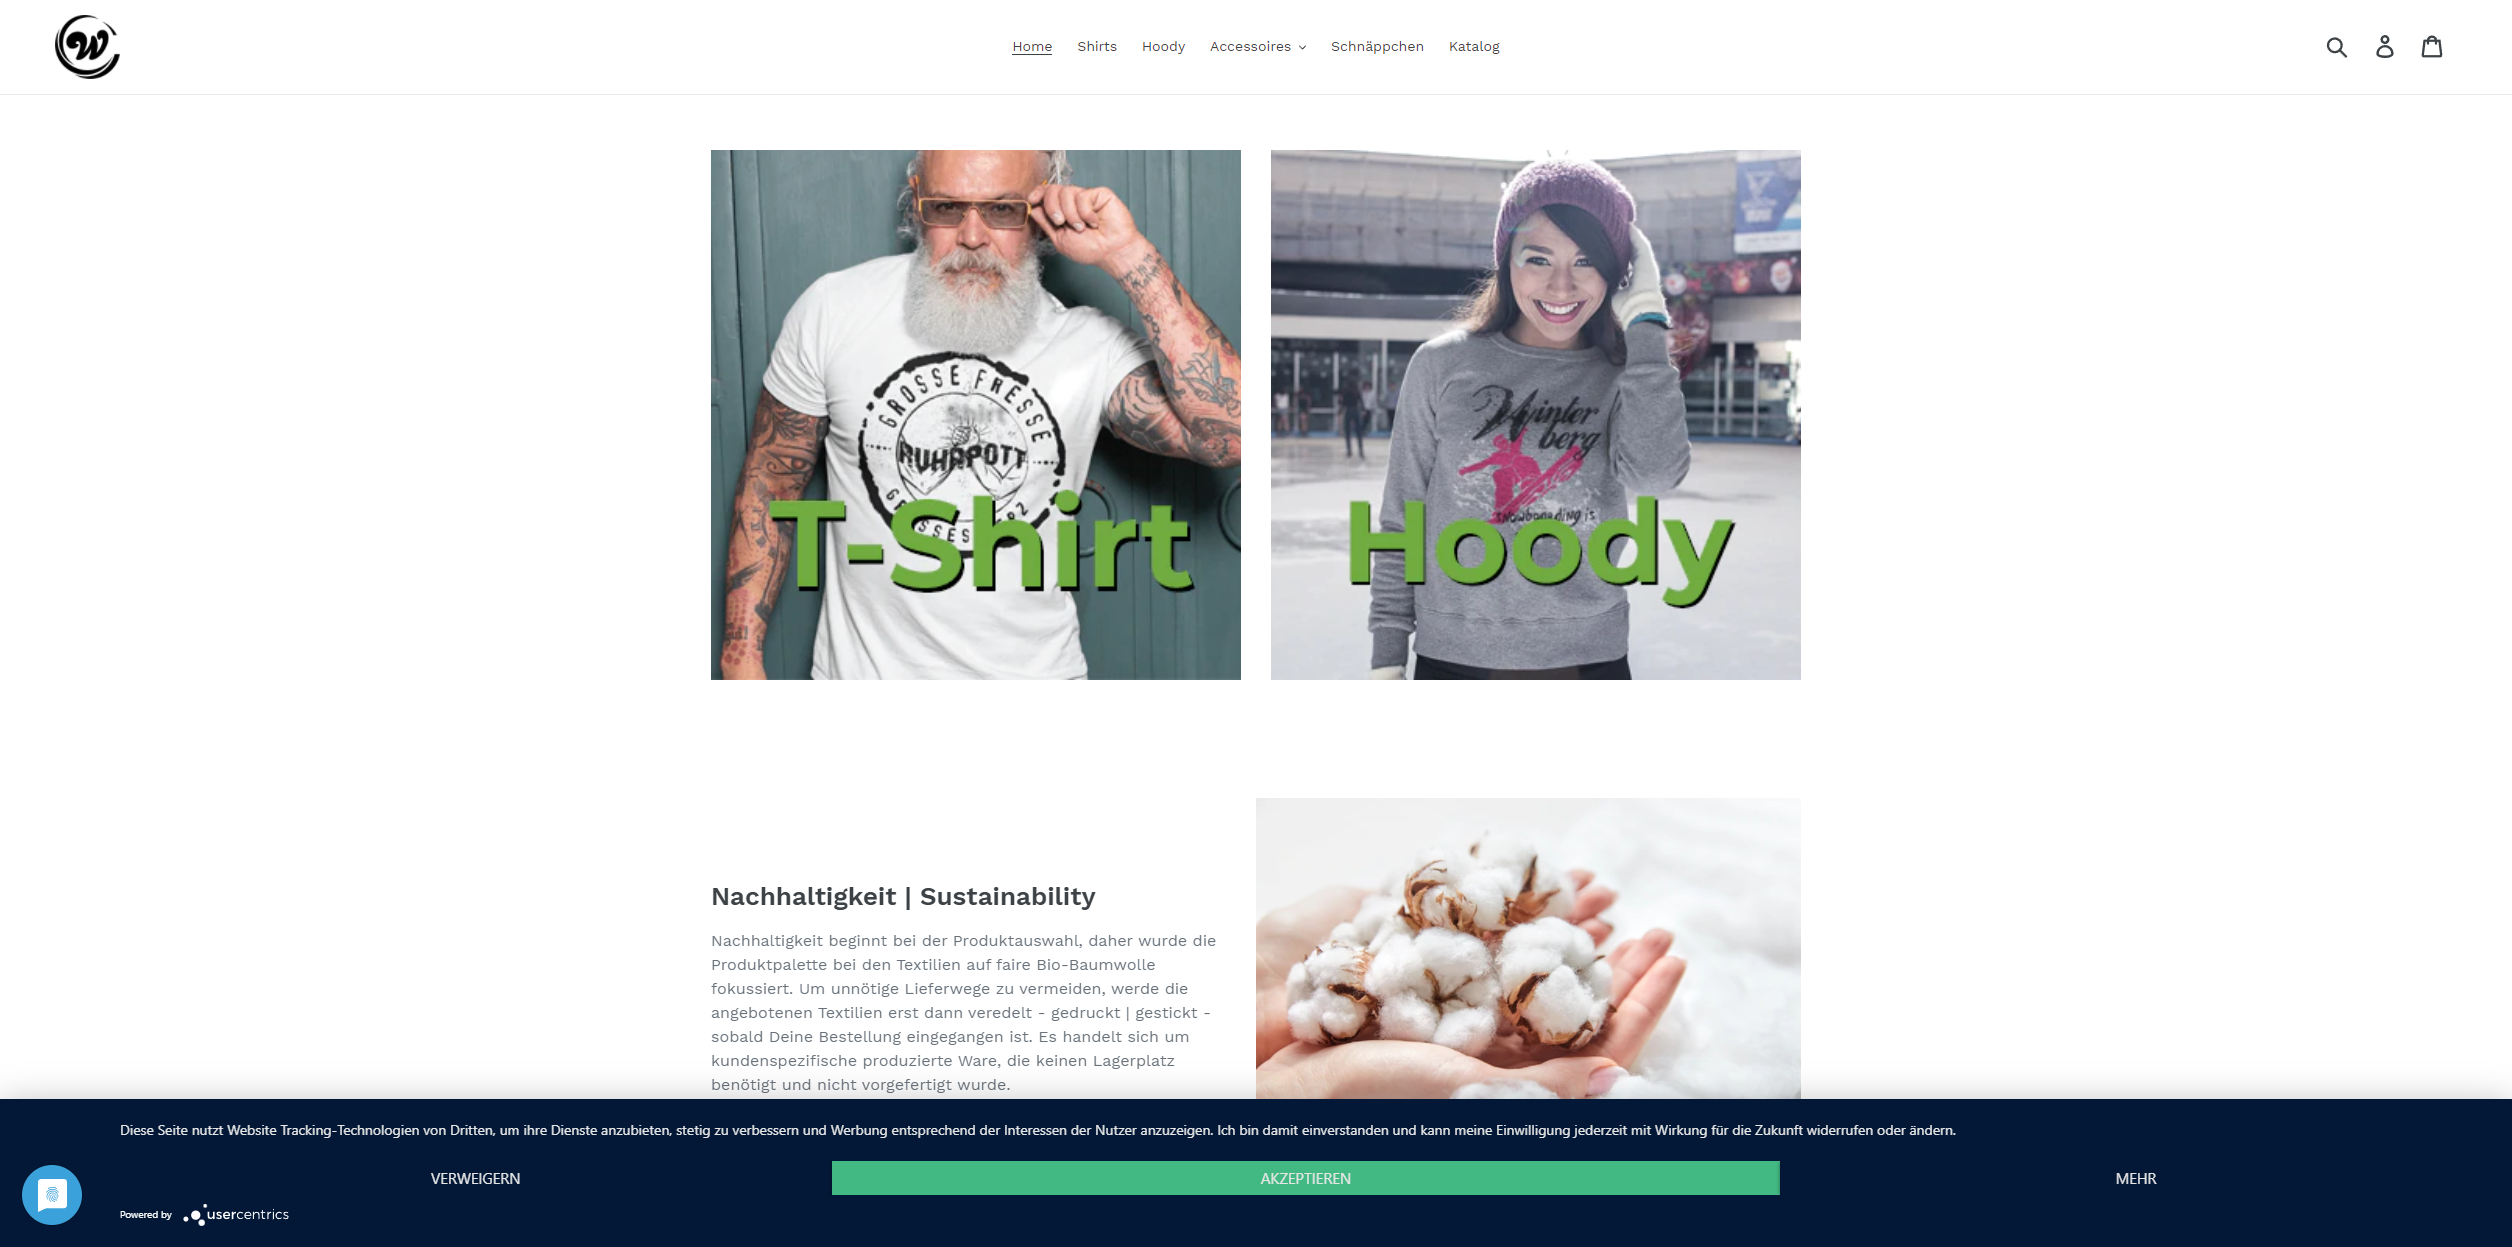 Home Shirts Hoody Accessoires Schnäppchen Katalog
GROSSE FRESSE
RUHRPOTT
T-Shirt
Winter
berg
snowboarding is
Hoody
Nachhaltigkeit | Sustainability
Nachhaltigkeit beginnt bei der Produktauswahl, daher wurde die
Produktpalette bei den Textilien auf faire Bio-Baumwolle
fokussiert. Um unnötige Lieferwege zu vermeiden, werde die
angebotenen Textilien erst dann veredelt - gedruckt | gestickt -
sobald Deine Bestellung eingegangen ist. Es handelt sich um
kundenspezifische produzierte Ware, die keinen Lagerplatz
benötigt und nicht vorgefertigt wurde.
Diese Seite nutzt Website Tracking-Technologien von Dritten, um ihre Dienste anzubieten, stetig zu verbessern und Werbung entsprechend der Interessen der Nutzer anzuzeigen. Ich bin damit einverstanden und kann meine Einwilligung jederzeit mit Wirkung für die Zukunft widerrufen oder ändern.
VERWEIGERN AKZEPTIEREN MEHR
Powered by usercentrics